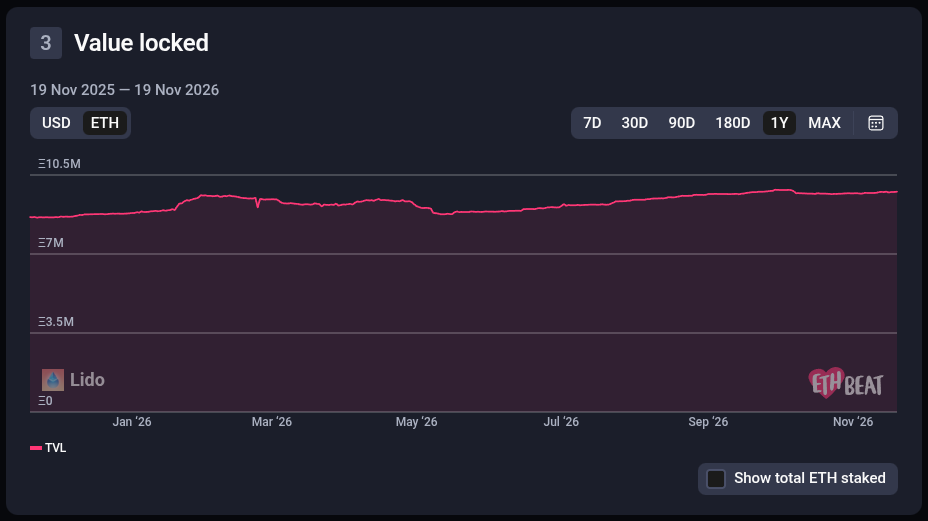 3 Value locked
19 Nov 2025 — 19 Nov 2026
USD ETH 7D 30D 90D 180D 1Y MAX
Ξ10.5M
Ξ7M
Ξ3.5M
Lido ETH BEAT
Ξ0
Jan '26 Mar '26 May '26 Jul '26 Sep '26 Nov '26
TVL
Show total ETH staked